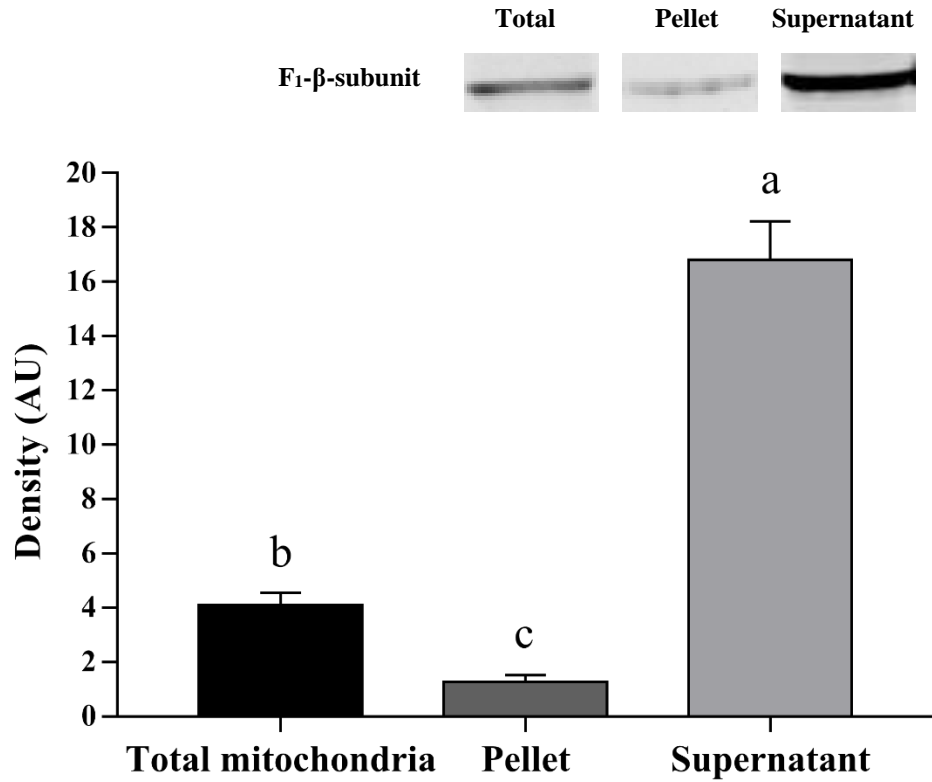 Total Pellet Supernatant
F₁-β-subunit
20
18
16
14
12
10
8
6
4
2
0
Density (AU)
b
c
a
Total mitochondria Pellet Supernatant